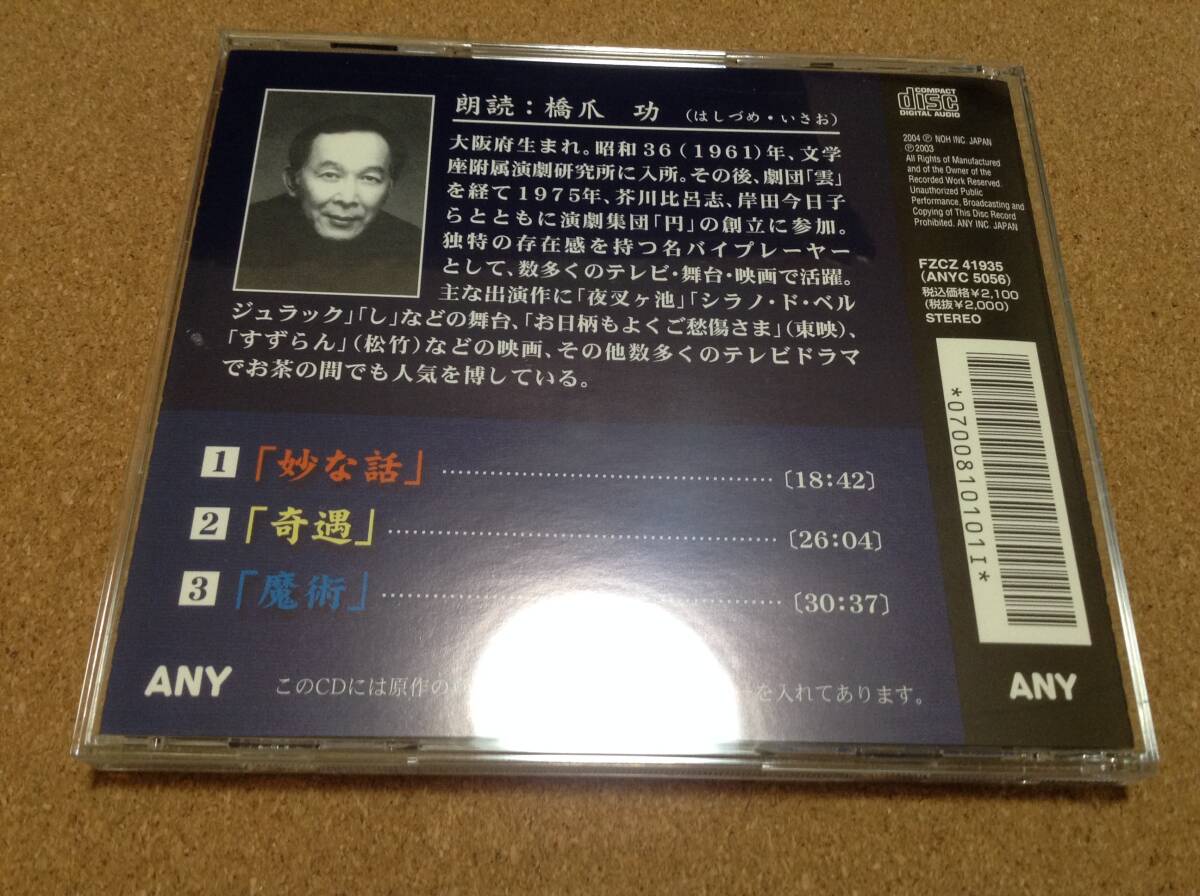 朗読：橋爪　功　（はしづめ・いさお）
大阪府生まれ。昭和36（1961）年、文学
座附属演劇研究所に入所。その後、劇団「雲」
を経て1975年、芥川比呂志、岸田今日子
らとともに演劇集団「円」の創立に参加。
独特の存在感を持つ名バイプレーヤー
として、数多くのテレビ・舞台・映画で活躍。
主な出演作に「夜叉ヶ池」「シラノ・ド・ベル
ジュラック」「し」などの舞台、「お日柄もよくご愁傷さま」（東映）、
「すずらん」（松竹）などの映画、その他数多くのテレビドラマ
でお茶の間でも人気を博している。
1 「妙な話」 〔18:42〕
2 「奇遇」 〔26:04〕
3 「魔術」 〔30:37〕
ANY
このCDには原作の
を入れてあります。
COMPACT
disc
DIGITAL AUDIO
2004 Ⓟ NOH INC. JAPAN
Ⓟ2003
All Rights of Manufactured
and of the Owner of the
Recorded Work Reserved.
Unauthorized Public
Performance, Broadcasting and
Copying of This Disc Record
Prohibited. ANY INC. JAPAN
FZCZ 41935
(ANYC 5056)
税込価格¥2,100
(税抜¥2,000)
STEREO
*0700810101I*
ANY